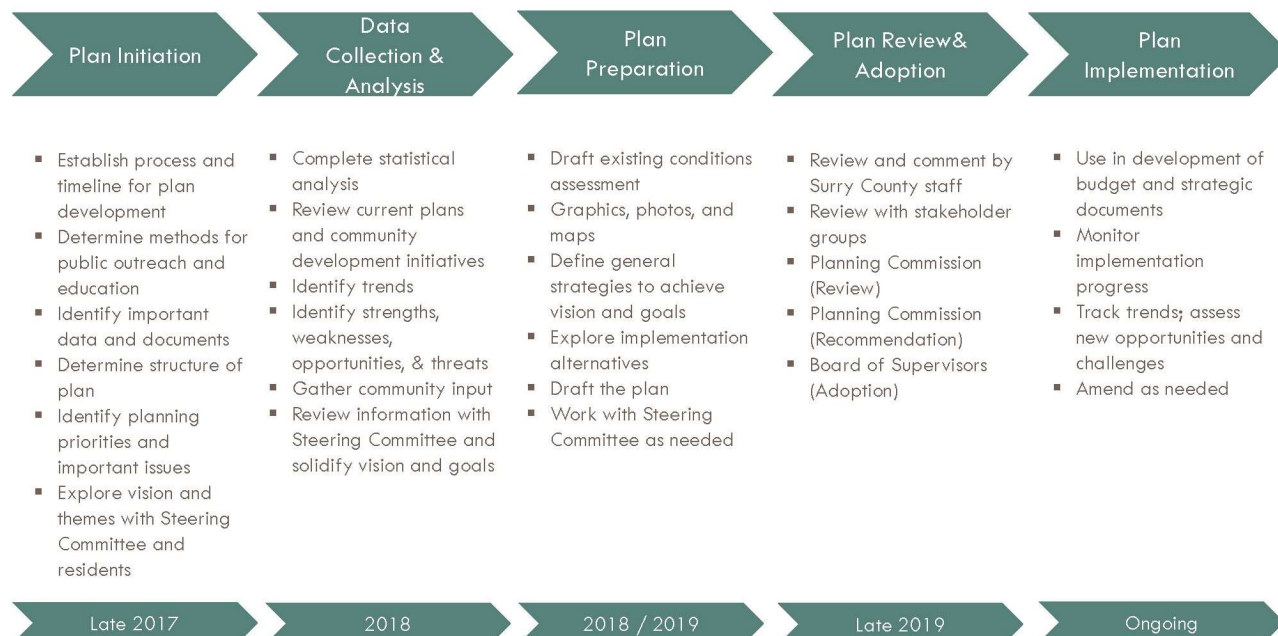 Plan Initiation
Data
Collection &
Analysis
Plan
Preparation
Plan Review&
Adoption
Plan
Implementation
▪ Establish process and
timeline for plan
development
▪ Determine methods for
public outreach and
education
▪ Identify important
data and documents
▪ Determine structure of
plan
▪ Identify planning
priorities and
important issues
▪ Explore vision and
themes with Steering
Committee and
residents
▪ Complete statistical
analysis
▪ Review current plans
and community
development initiatives
▪ Identify trends
▪ Identify strengths,
weaknesses,
opportunities, & threats
▪ Gather community input
▪ Review information with
Steering Committee and
solidify vision and goals
▪ Draft existing conditions
assessment
▪ Graphics, photos, and
maps
▪ Define general
strategies to achieve
vision and goals
▪ Explore implementation
alternatives
▪ Draft the plan
▪ Work with Steering
Committee as needed
▪ Review and comment by
Surry County staff
▪ Review with stakeholder
groups
▪ Planning Commission
(Review)
▪ Planning Commission
(Recommendation)
▪ Board of Supervisors
(Adoption)
▪ Use in development of
budget and strategic
documents
▪ Monitor
implementation
progress
▪ Track trends; assess
new opportunities and
challenges
▪ Amend as needed
Late 2017
2018
2018 / 2019
Late 2019
Ongoing